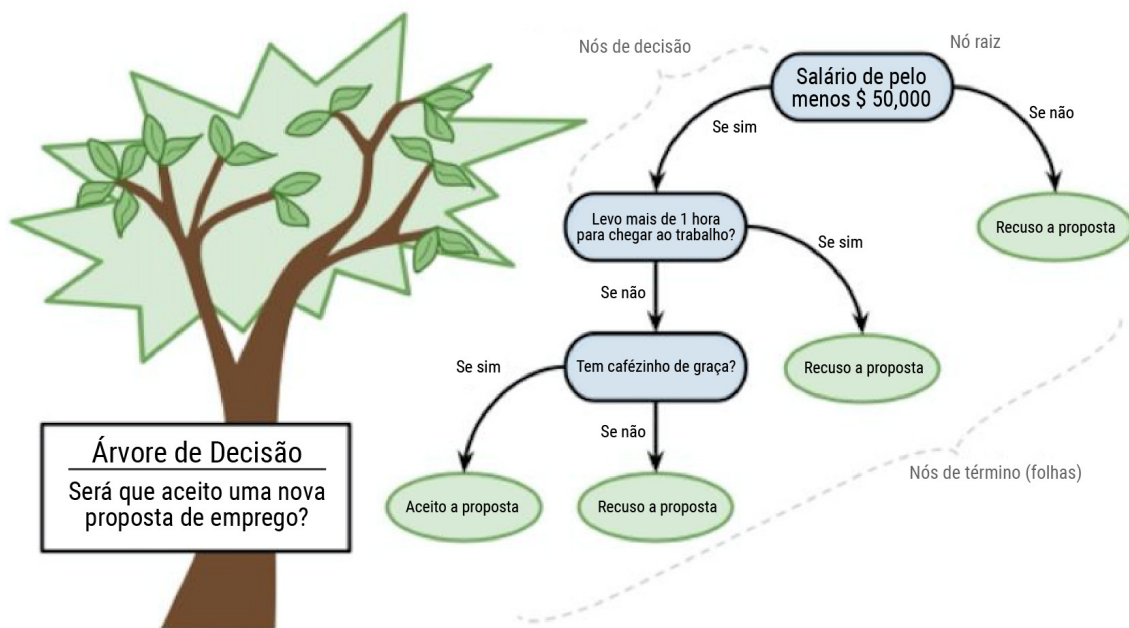 Nós de decisão
Nó raiz
Salário de pelo
menos $ 50,000
Se sim
Se não
Levo mais de 1 hora
para chegar ao trabalho?
Recuso a proposta
Se sim
Se não
Tem cafézinho de graça?
Recuso a proposta
Se sim
Se não
Aceito a proposta
Recuso a proposta
Nós de término (folhas)
Árvore de Decisão
Será que aceito uma nova
proposta de emprego?